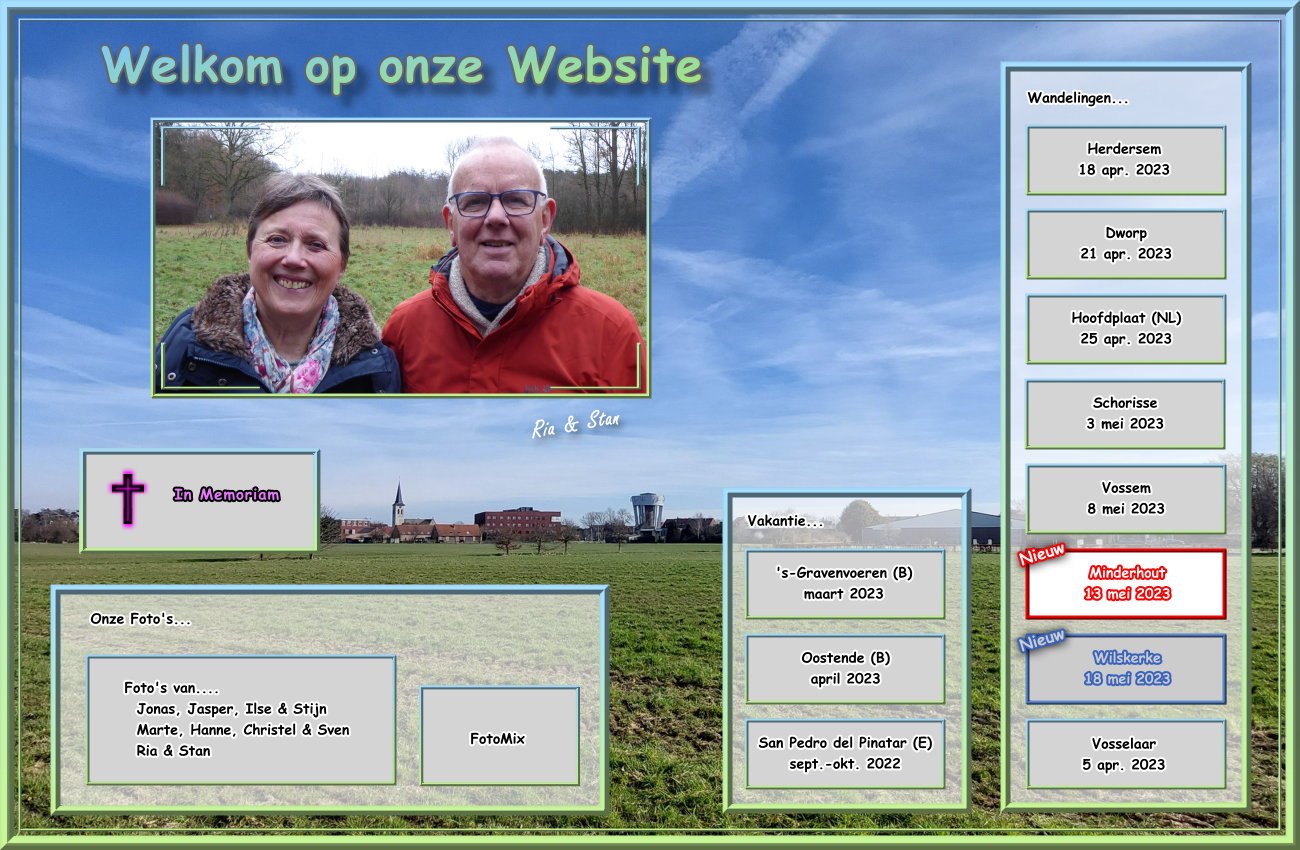 Welkom op onze Website
Ria & Stan
In Memoriam
Onze Foto's...
Foto's van....
Jonas, Jasper, Ilse & Stijn
Marte, Hanne, Christel & Sven
Ria & Stan
FotoMix
Vakantie...
's-Gravenvoeren (B)
maart 2023
Oostende (B)
april 2023
San Pedro del Pinatar (E)
sept.-okt. 2022
Wandelingen...
Herdersem
18 apr. 2023
Dworp
21 apr. 2023
Hoofdplaat (NL)
25 apr. 2023
Schorisse
3 mei 2023
Vossem
8 mei 2023
Nieuw
Minderhout
13 mei 2023
Nieuw
Wilskerke
18 mei 2023
Vosselaar
5 apr. 2023